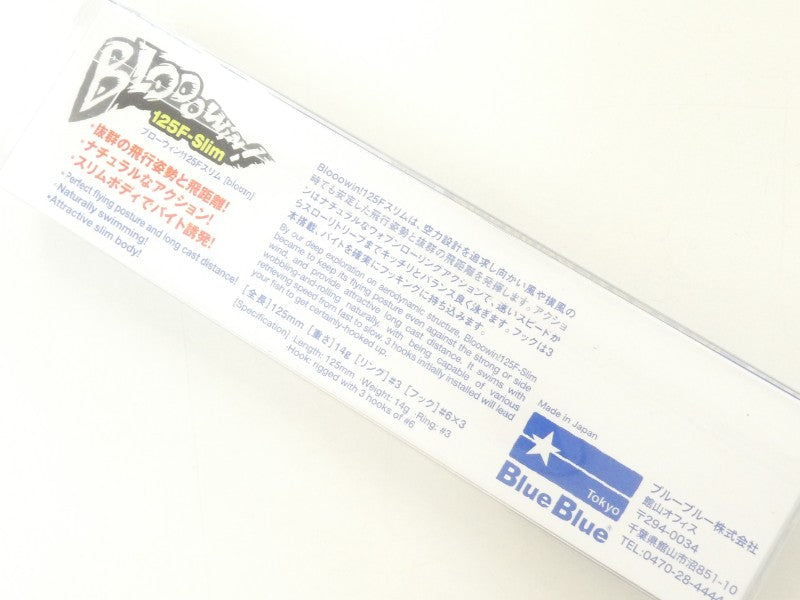 BLOOOWIN!
125F-Slim
ブローウィン!125Fスリム [blouín]
・抜群の飛行姿勢と飛距離!
・ナチュラルなアクション!
・スリムボディでバイト誘発!
・Perfect flying posture and long cast distance!
・Naturally swimming!
・Attractive slim body!
Blooowin!125Fスリムは、空力設計を追求し向かい風や横風の
時でも安定した飛行姿勢と抜群の飛距離を発揮します。アクショ
ンはナチュラルなウォブンローリングアクションで、速いスピードか
らスローリトリーブまでキッチリとバランス良く泳ぎます。フックは3
本搭載、バイトを確実にフッキングに持ち込みます。
By our deep exploration on aerodynamic structure, Blooowin!125F-Slim
became to keep its flying posture even against the strong or side
wind, and provide attractive long cast distance. It swims with
wobbing-and-rolling naturally, with being capable of various
retrieving speed from fast to slow. 3 hooks initially installed will lead
your fish to get certainly-hooked up.
[全長]125mm [重さ]14g [リング]#3 [フック]#6×3
[Specification] Length: 125mm Weight: 14g Ring: #3
Hook: rigged with 3 hooks of #6
Made in Japan
Tokyo
Blue Blue®
ブルーブルー株式会社
館山オフィス
〒294-0034
千葉県館山市沼851-10
TEL:0470-28-4444